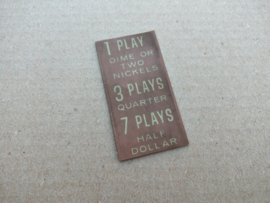 1 PLAY
DIME OR
TWO
NICKELS
3 PLAYS
QUARTER
7 PLAYS
HALF
DOLLAR